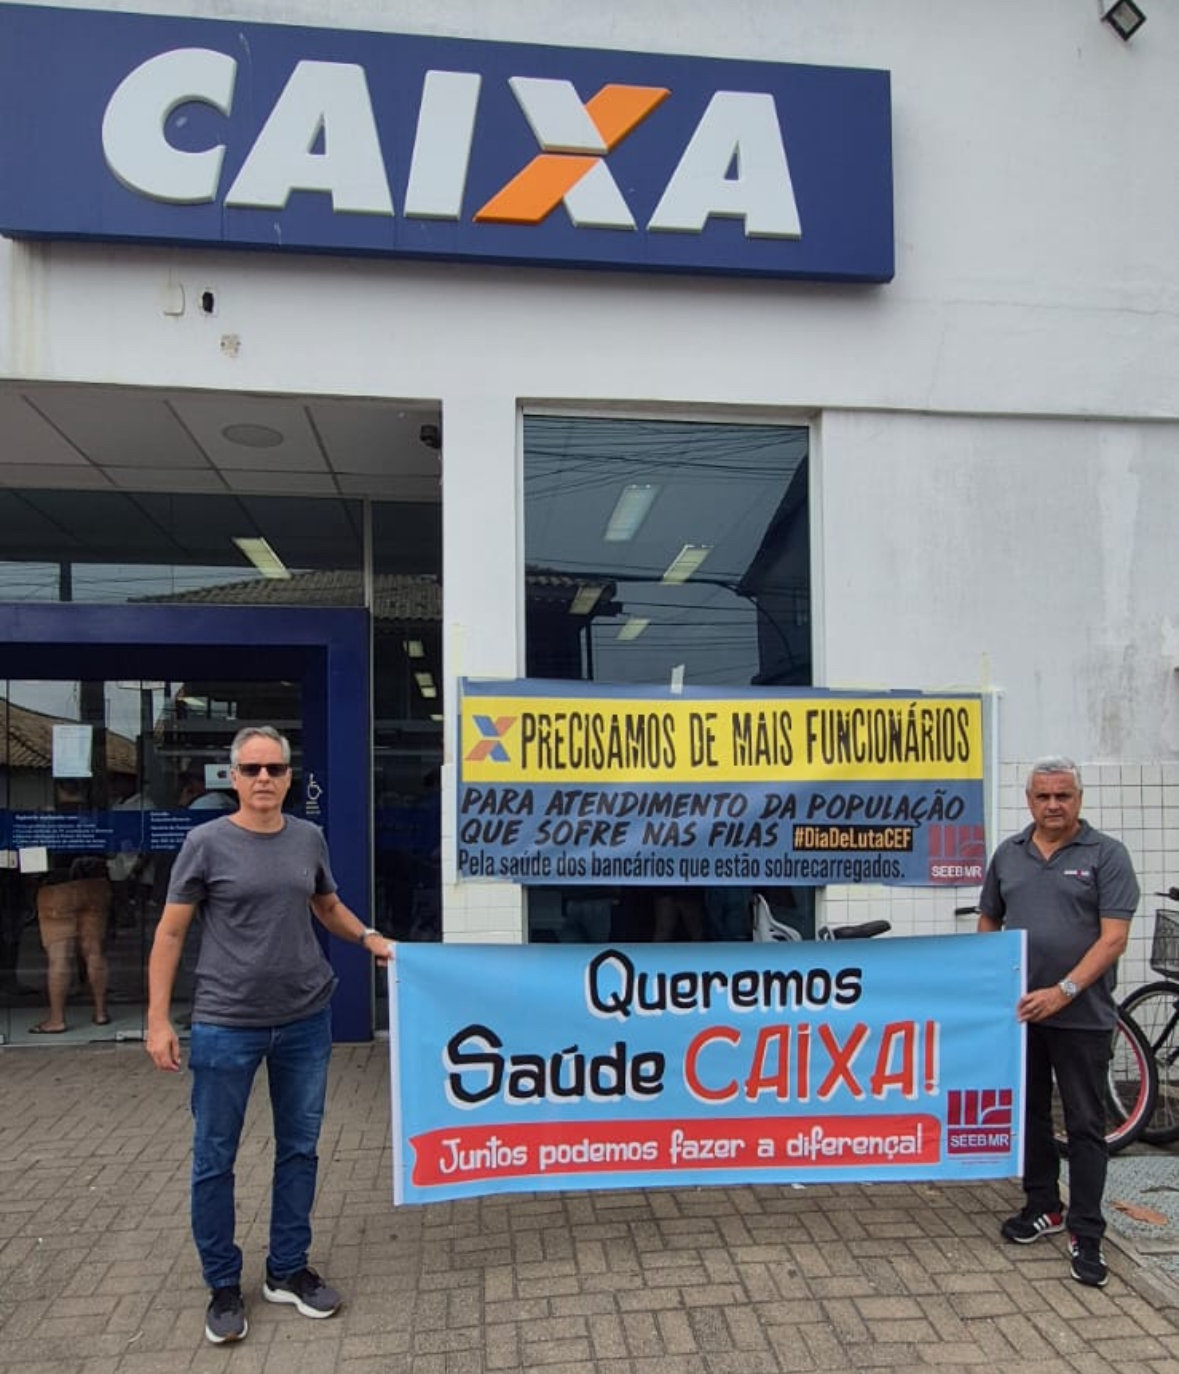 CAIXA
PRECISAMOS DE MAIS FUNCIONÁRIOS
PARA ATENDIMENTO DA POPULAÇÃO
QUE SOFRE NAS FILAS #DiaDeLutaCEF
Pela saúde dos bancários que estão sobrecarregados.
SEEBMR
Queremos
Saúde CAIXA!
Juntos podemos fazer a diferença!
SEEBMR